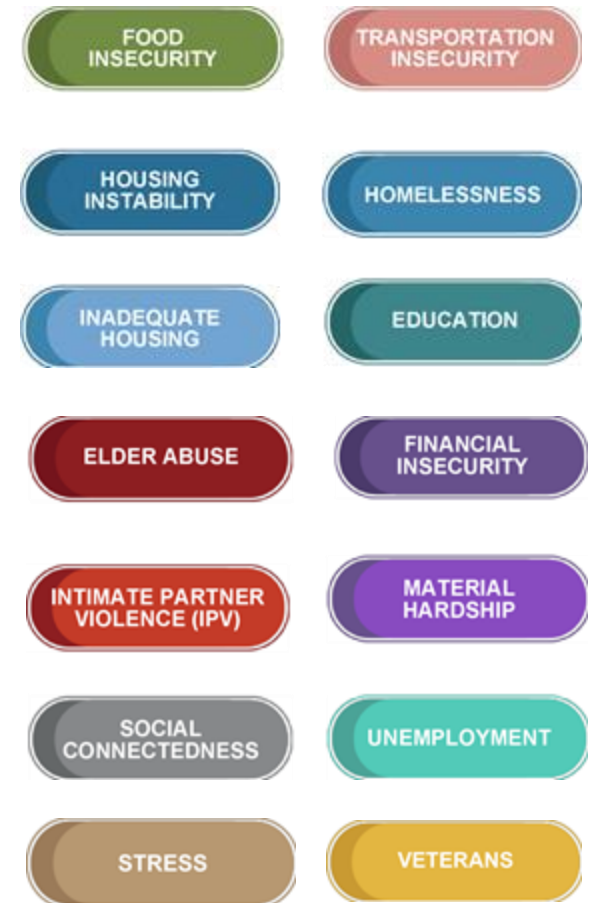 FOOD
INSECURITY
TRANSPORTATION
INSECURITY
HOUSING
INSTABILITY
HOMELESSNESS
INADEQUATE
HOUSING
EDUCATION
ELDER ABUSE
FINANCIAL
INSECURITY
INTIMATE PARTNER
VIOLENCE (IPV)
MATERIAL
HARDSHIP
SOCIAL
CONNECTEDNESS
UNEMPLOYMENT
STRESS
VETERANS